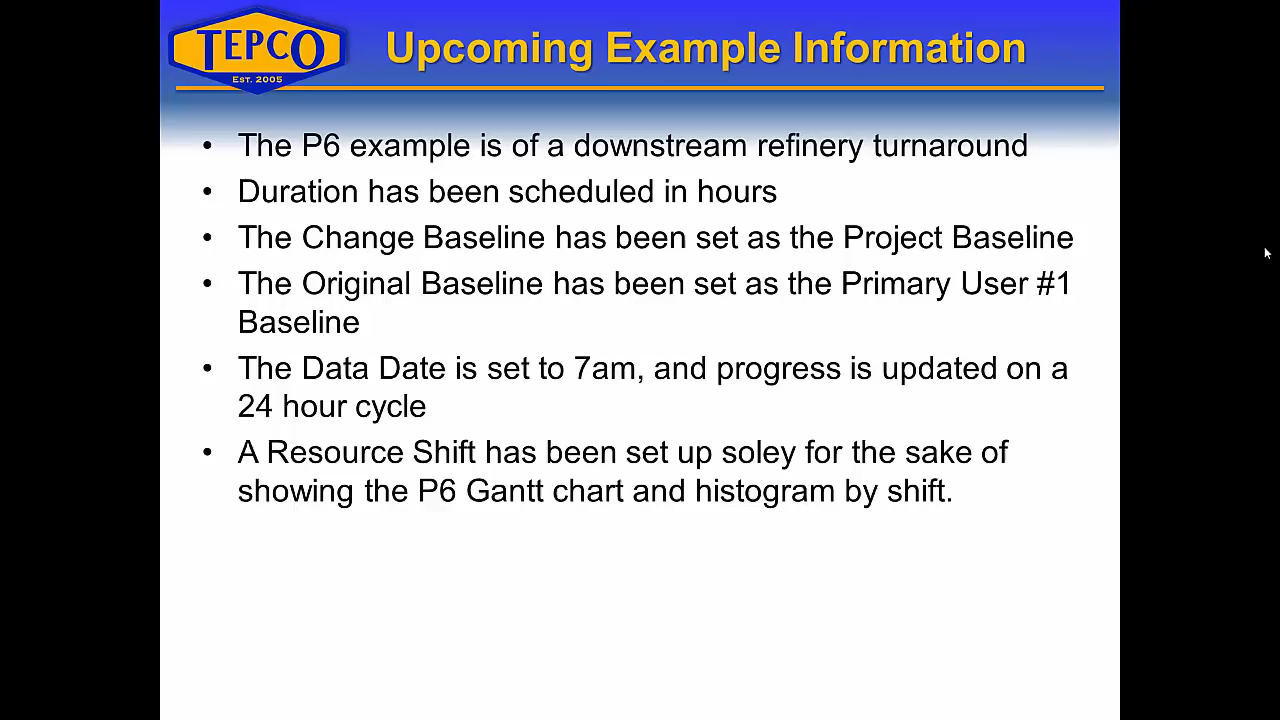 TEPCO
EST. 2005
Upcoming Example Information
• The P6 example is of a downstream refinery turnaround
• Duration has been scheduled in hours
• The Change Baseline has been set as the Project Baseline
• The Original Baseline has been set as the Primary User #1
Baseline
• The Data Date is set to 7am, and progress is updated on a
24 hour cycle
• A Resource Shift has been set up soley for the sake of
showing the P6 Gantt chart and histogram by shift.